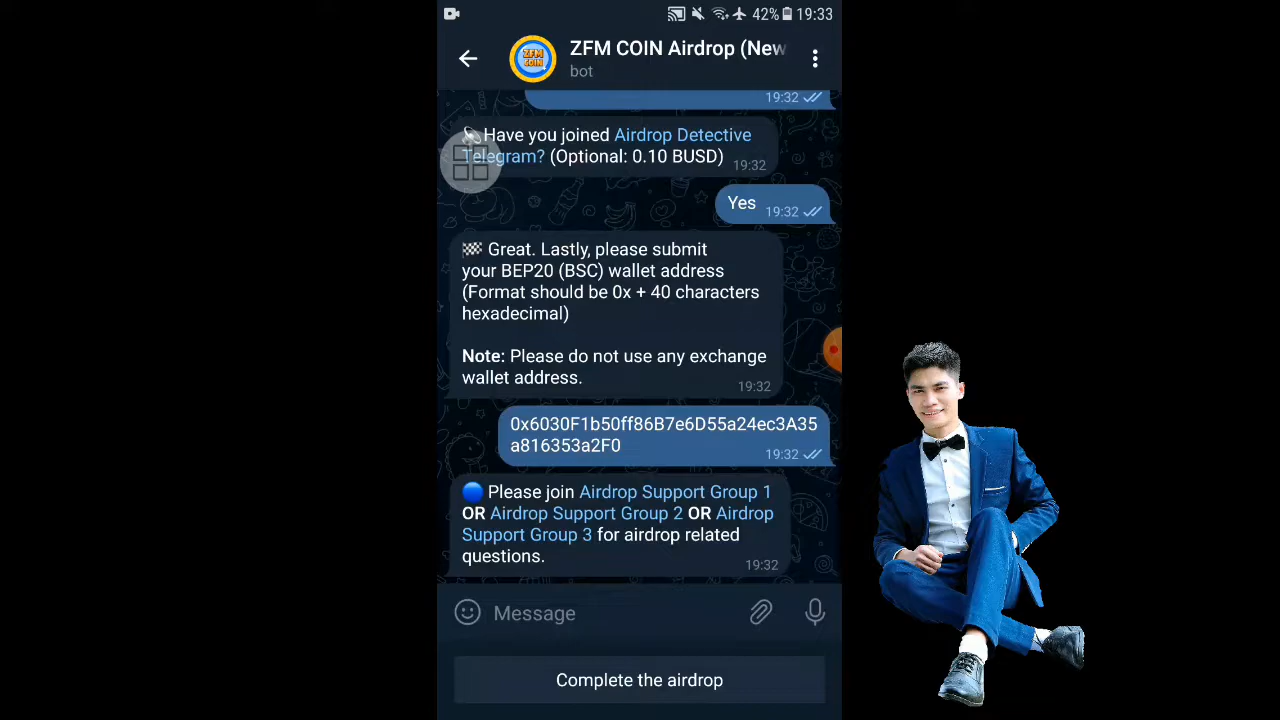 42% 19:33
ZFM COIN Airdrop (New
bot
ZFM
COIN
19:32
Have you joined Airdrop Detective
Telegram? (Optional: 0.10 BUSD)
19:32
Yes
19:32
Great. Lastly, please submit
your BEP20 (BSC) wallet address
(Format should be 0x + 40 characters
hexadecimal)
Note: Please do not use any exchange
wallet address.
19:32
0x6030F1b50ff86B7e6D55a24ec3A35
a816353a2F0
19:32
Please join Airdrop Support Group 1
OR Airdrop Support Group 2 OR Airdrop
Support Group 3 for airdrop related
questions.
19:32
Message
Complete the airdrop